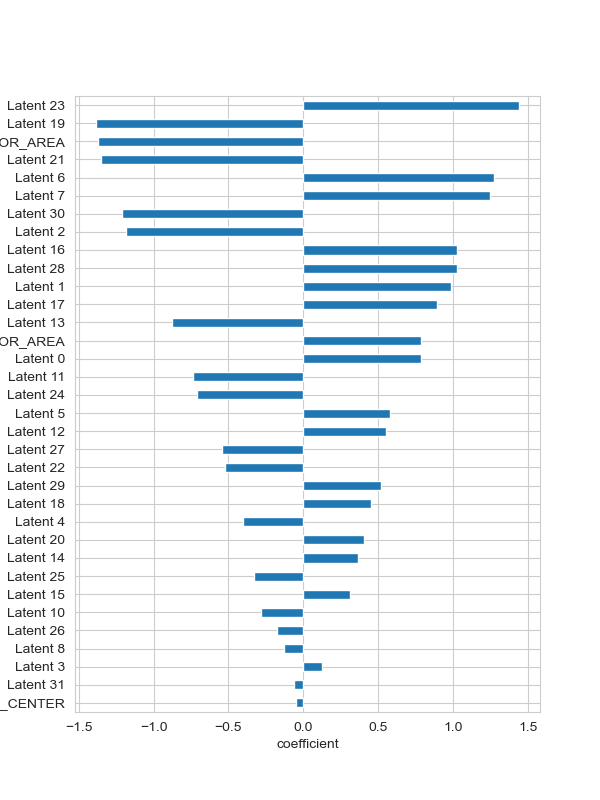 Latent 23
Latent 19
OR_AREA
Latent 21
Latent 6
Latent 7
Latent 30
Latent 2
Latent 16
Latent 28
Latent 1
Latent 17
Latent 13
OR_AREA
Latent 0
Latent 11
Latent 24
Latent 5
Latent 12
Latent 27
Latent 22
Latent 29
Latent 18
Latent 4
Latent 20
Latent 14
Latent 25
Latent 15
Latent 10
Latent 26
Latent 8
Latent 3
Latent 31
_CENTER
−1.5 −1.0 −0.5 0.0 0.5 1.0 1.5
coefficient